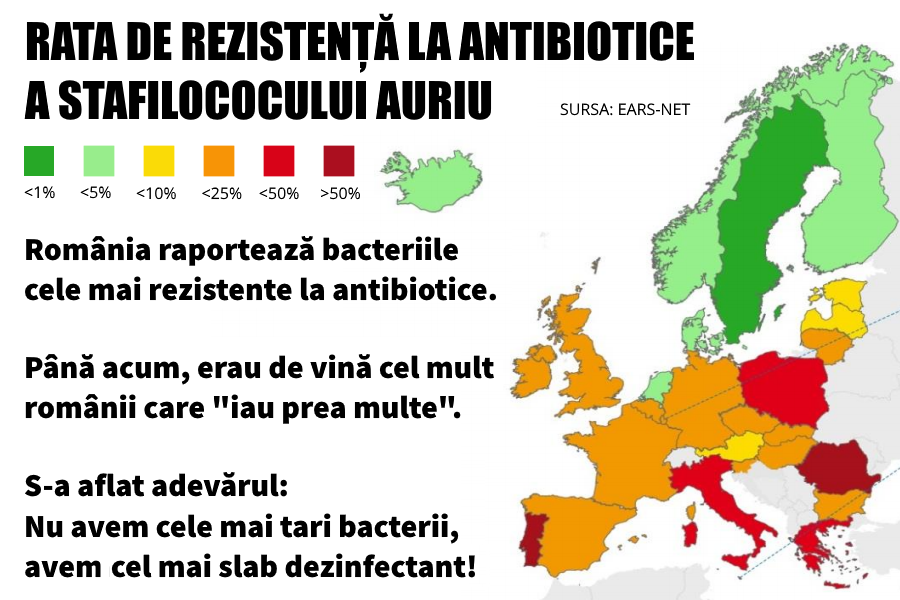 RATA DE REZISTENȚĂ LA ANTIBIOTICE
A STAFILOCOCULUI AURIU
SURSA: EARS-NET
<1% <5% <10% <25% <50% >50%
România raportează bacteriile
cele mai rezistente la antibiotice.
Până acum, erau de vină cel mult
românii care "iau prea multe".
S-a aflat adevărul:
Nu avem cele mai tari bacterii,
avem cel mai slab dezinfectant!